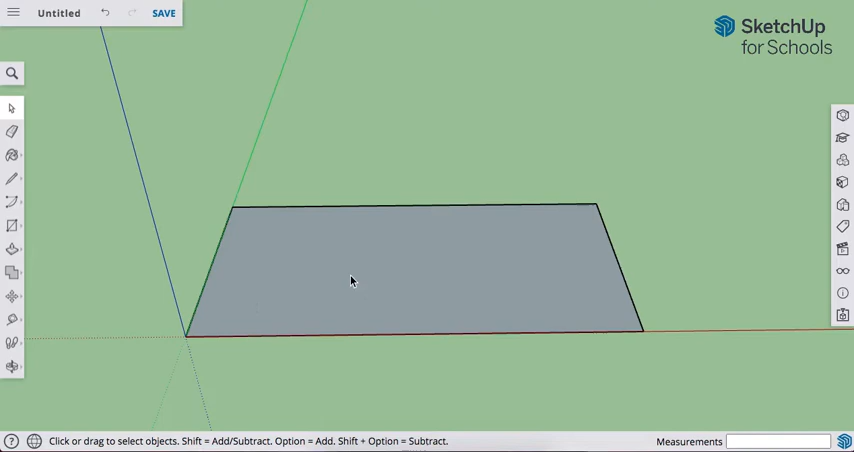 Untitled
SAVE
SketchUp
for Schools
Click or drag to select objects. Shift = Add/Subtract. Option = Add. Shift + Option = Subtract.
Measurements